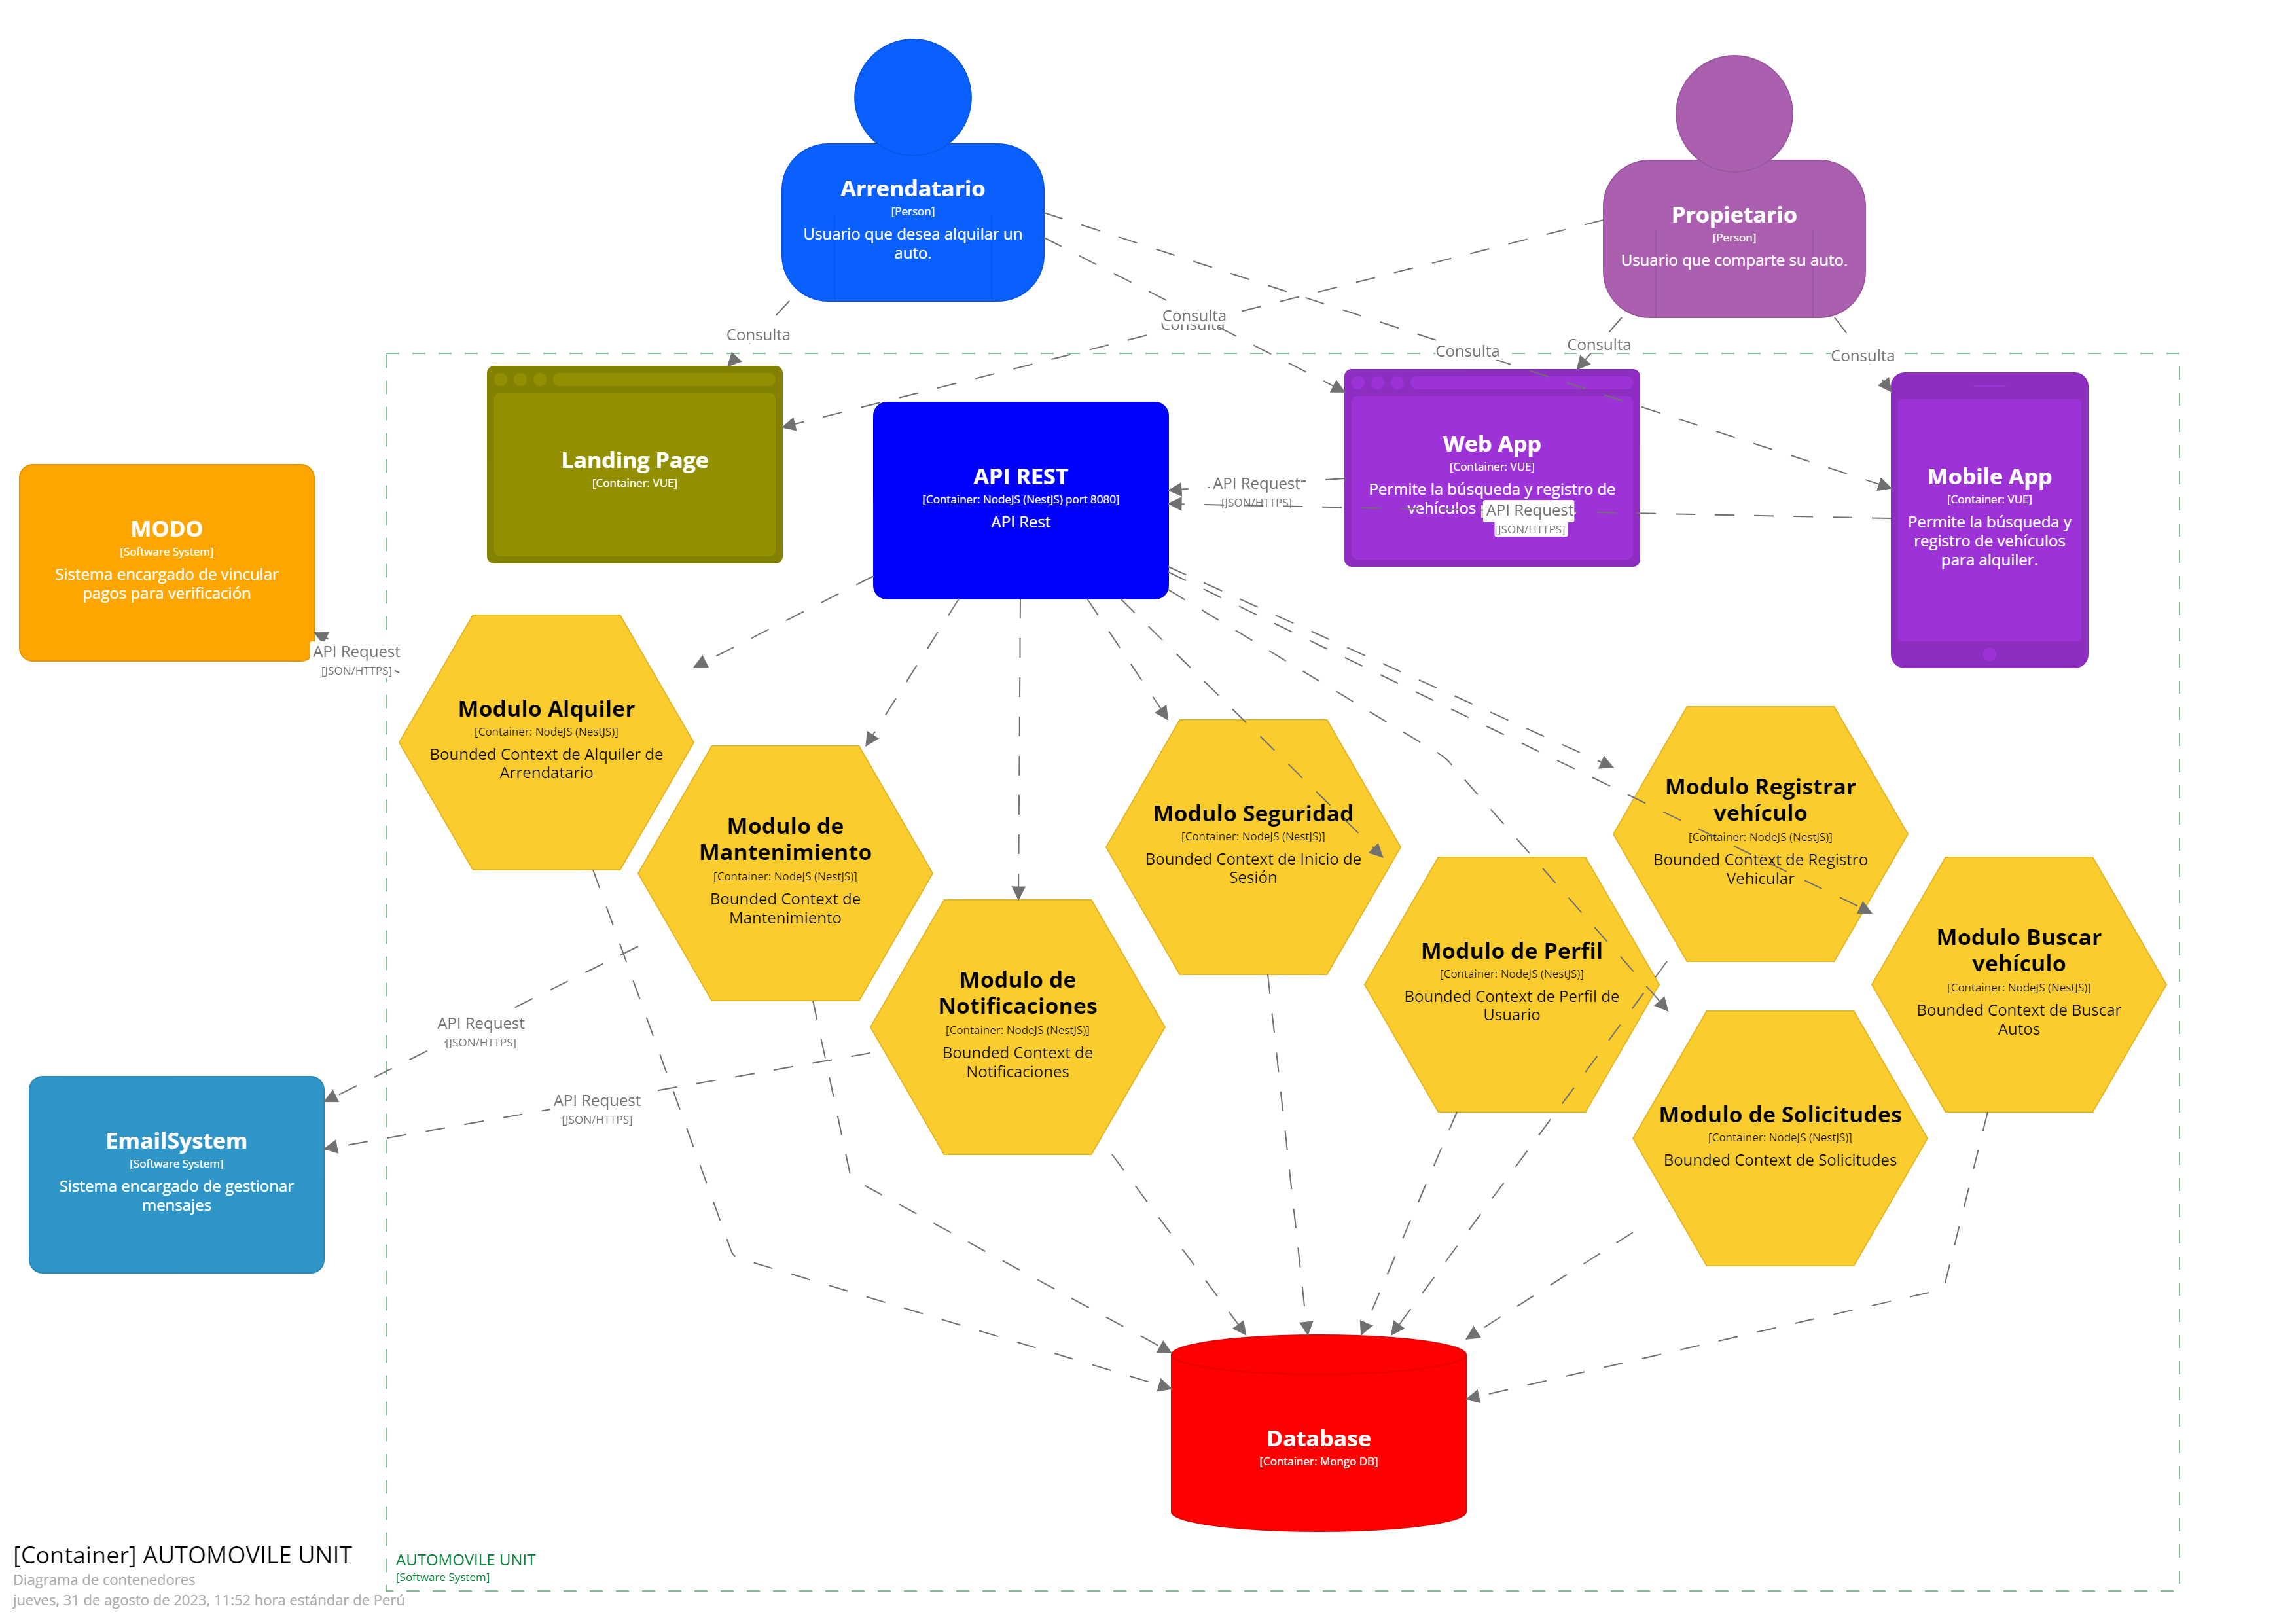 Arrendatario
[Person]
Usuario que desea alquilar un
auto.
Propietario
[Person]
Usuario que comparte su auto.
Consulta
Consulta
Consulta
Consulta
Consulta
Consulta
Landing Page
[Container: VUE]
API REST
[Container: NodeJS (NestJS) port 8080]
API Rest
API Request
[JSON/HTTPS]
Web App
[Container: VUE]
Permite la búsqueda y registro de
vehículos
API Request
[JSON/HTTPS]
Mobile App
[Container: VUE]
Permite la búsqueda y
registro de vehículos
para alquiler.
MODO
[Software System]
Sistema encargado de vincular
pagos para verificación
API Request
[JSON/HTTPS]
Modulo Alquiler
[Container: NodeJS (NestJS)]
Bounded Context de Alquiler de
Arrendatario
Modulo de
Mantenimiento
[Container: NodeJS (NestJS)]
Bounded Context de
Mantenimiento
Modulo de
Notificaciones
[Container: NodeJS (NestJS)]
Bounded Context de
Notificaciones
Modulo Seguridad
[Container: NodeJS (NestJS)]
Bounded Context de Inicio de
Sesión
Modulo de Perfil
[Container: NodeJS (NestJS)]
Bounded Context de Perfil de
Usuario
Modulo Registrar
vehículo
[Container: NodeJS (NestJS)]
Bounded Context de Registro
Vehicular
Modulo Buscar
vehículo
[Container: NodeJS (NestJS)]
Bounded Context de Buscar
Autos
Modulo de Solicitudes
[Container: NodeJS (NestJS)]
Bounded Context de Solicitudes
API Request
[JSON/HTTPS]
API Request
[JSON/HTTPS]
EmailSystem
[Software System]
Sistema encargado de gestionar
mensajes
Database
[Container: Mongo DB]
AUTOMOVILE UNIT
[Software System]
[Container] AUTOMOVILE UNIT
Diagrama de contenedores
jueves, 31 de agosto de 2023, 11:52 hora estándar de Perú